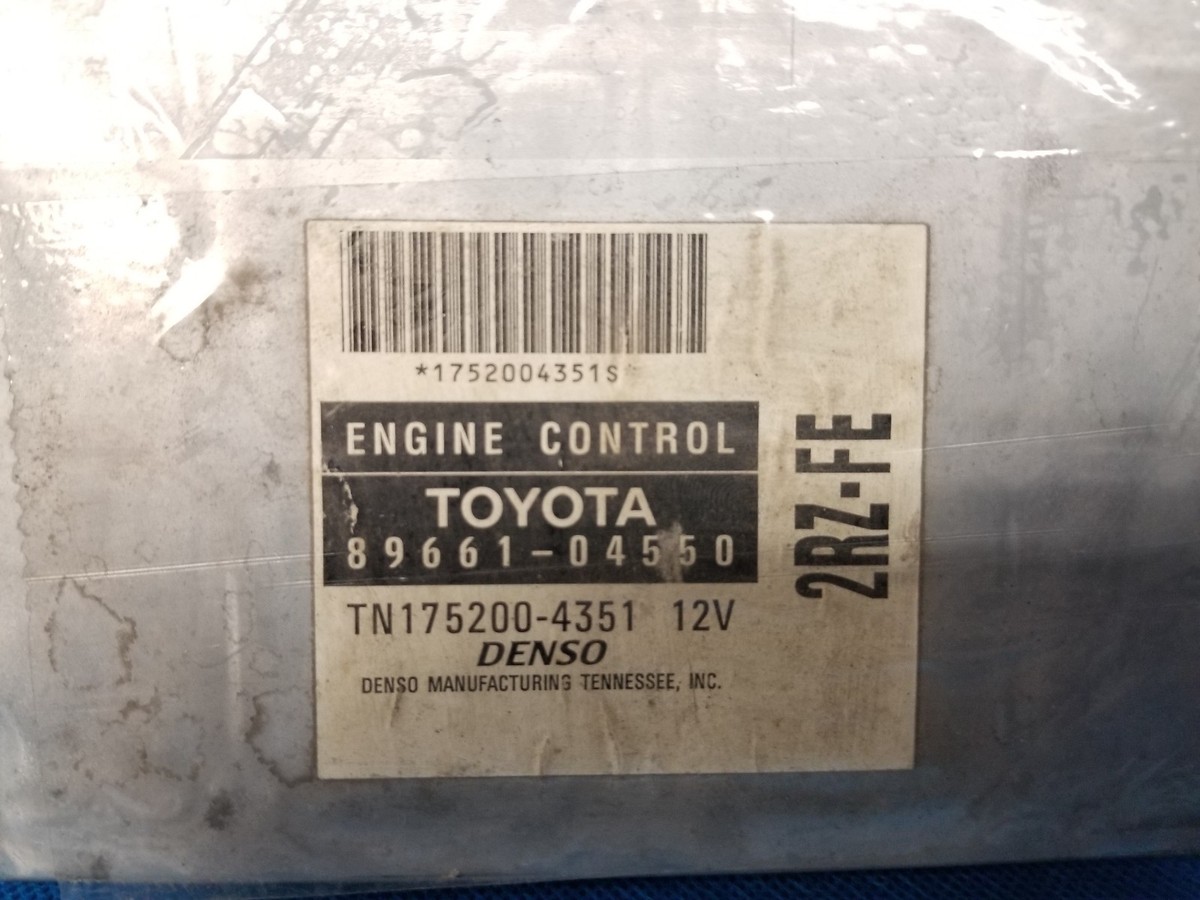 *1752004351S
ENGINE CONTROL
TOYOTA
89661-04550
TN175200-4351 12V
DENSO
DENSO MANUFACTURING TENNESSEE, INC.
2RZ-FE